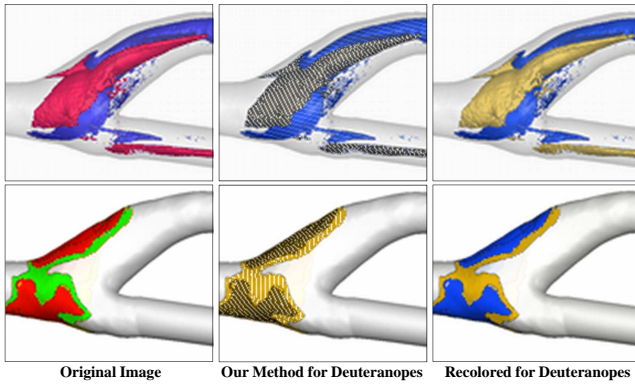 Original Image
Our Method for Deuteranopes
Recolored for Deuteranopes